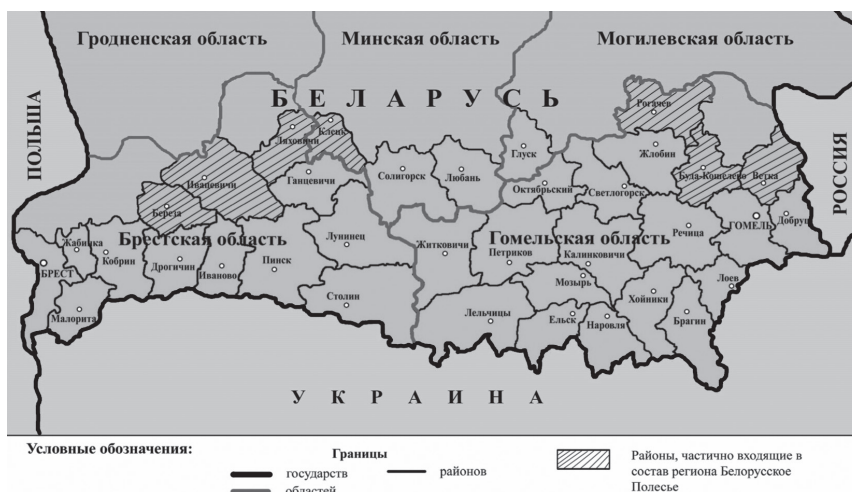 Гродненская область
Минская область
Могилевская область
ПОЛЬША
БЕЛАРУСЬ
РОССИЯ
Рогачев
Ляховичи
Клецк
Глуск
Жлобин
Ивацевичи
Ганцевичи
Солигорск
Любань
Октябрьский
Светлогорск
Буда-Кошелево
Ветка
Береза
Брестская область
Лунинец
Житковичи
Гомельская область
Петриков
Калинковичи
Речица
ГОМЕЛЬ
Добруш
Жабинка
Кобрин
БРЕСТ
Дрогичин
Иваново
Пинск
Мозырь
Хойники
Лоев
Малорита
Столин
Лельчицы
Ельск
Наровля
Брагин
УКРАИНА
Условные обозначения:
Границы
государств
районов
областей
Районы, частично входящие в
состав региона Белорусское
Полесье